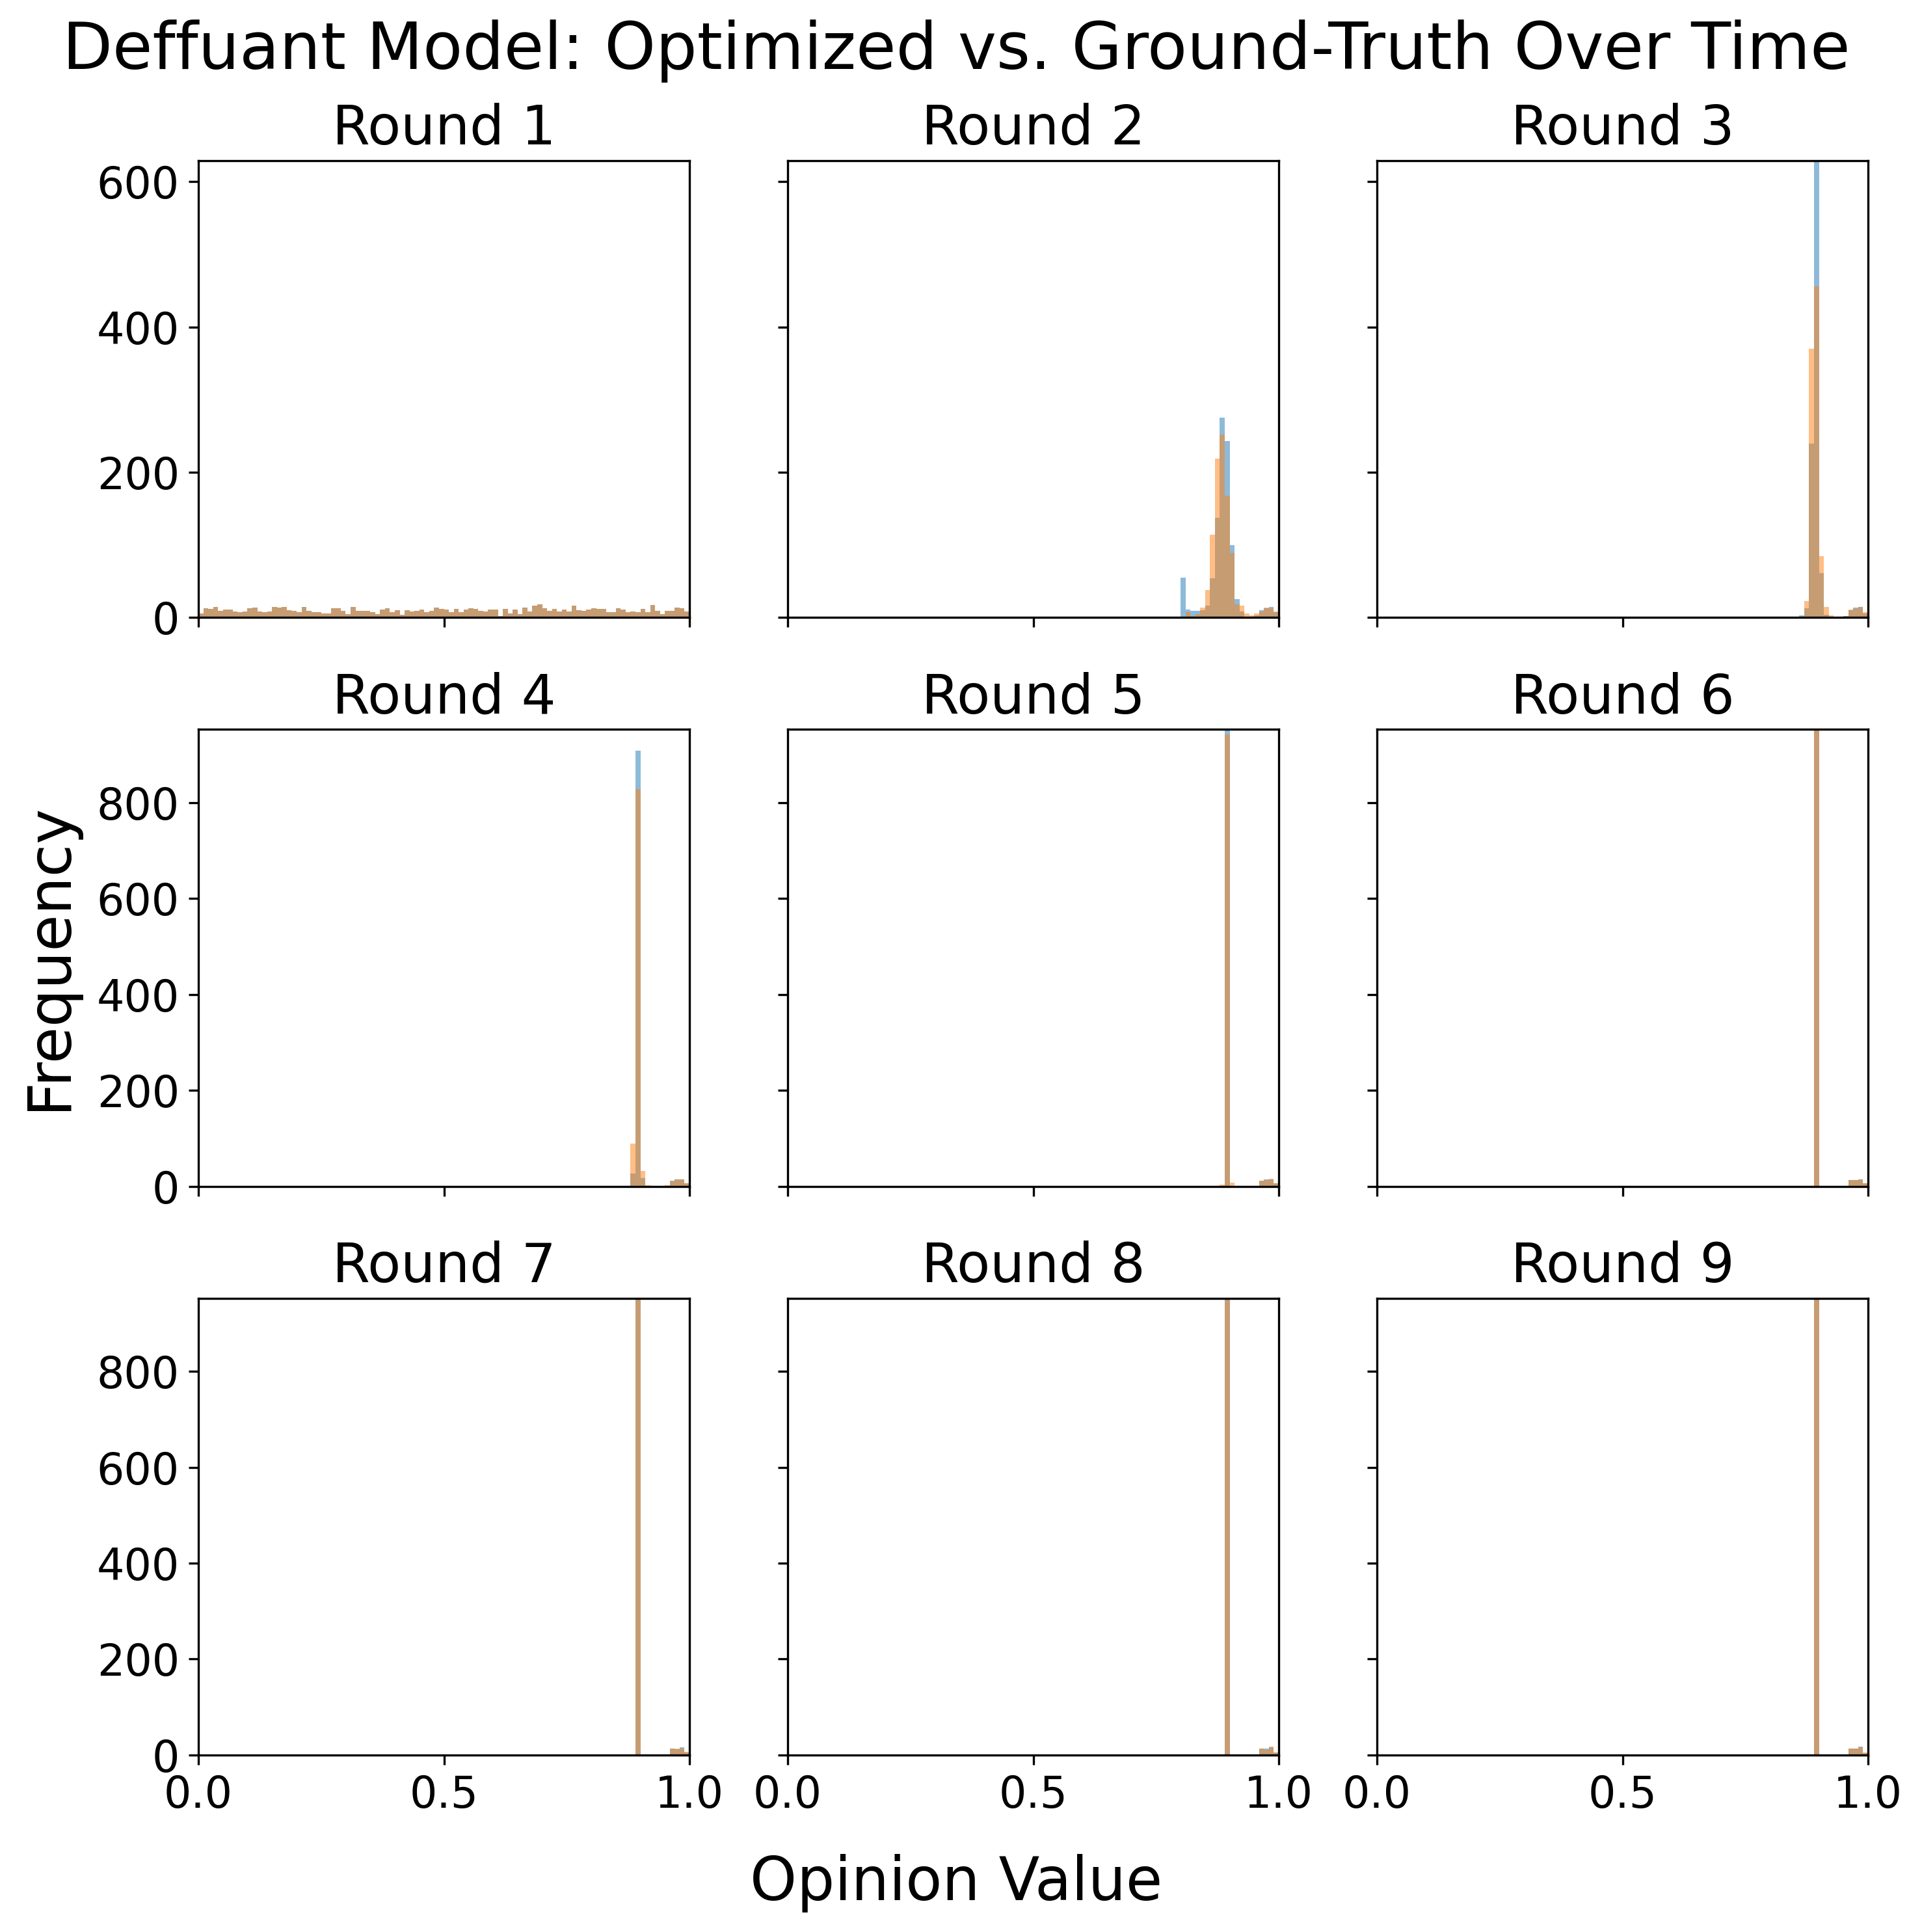 Deffuant Model: Optimized vs. Ground-Truth Over Time
Round 1
Round 2
Round 3
600
400
200
0
Round 4
Round 5
Round 6
800
600
400
200
0
Frequency
Round 7
Round 8
Round 9
800
600
400
200
0
0.0 0.5 1.0
0.0 0.5 1.0
0.0 0.5 1.0
Opinion Value